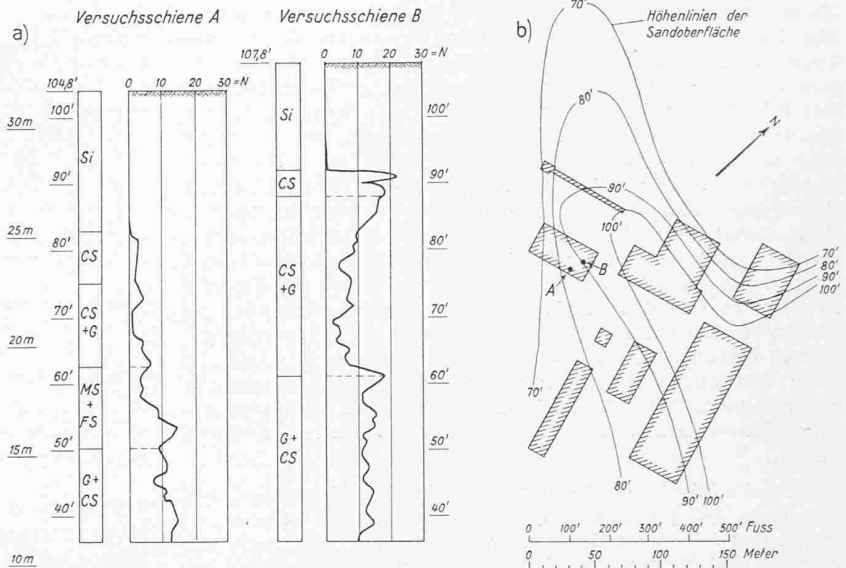 a)
Versuchsschiene A
104,8'
0 10 20 30 = N
30 m
25 m
20 m
15 m
10 m
100'
90'
80'
70'
60'
50'
40'
Si
CS
CS
+G
MS
+
FS
G+
CS
Versuchsschiene B
107,8'
0 10 20 30 = N
Si
CS
CS
+G
G+
CS
100'
90'
80'
70'
60'
50'
40'
b)
70'
Höhenlinien der
Sandoberfläche
80'
N
90'
100'
70'
80'
90'
100'
A
B
70'
80'
90'
100'
0 100' 200' 300' 400' 500' Fuss
0 50 100 150 Meter